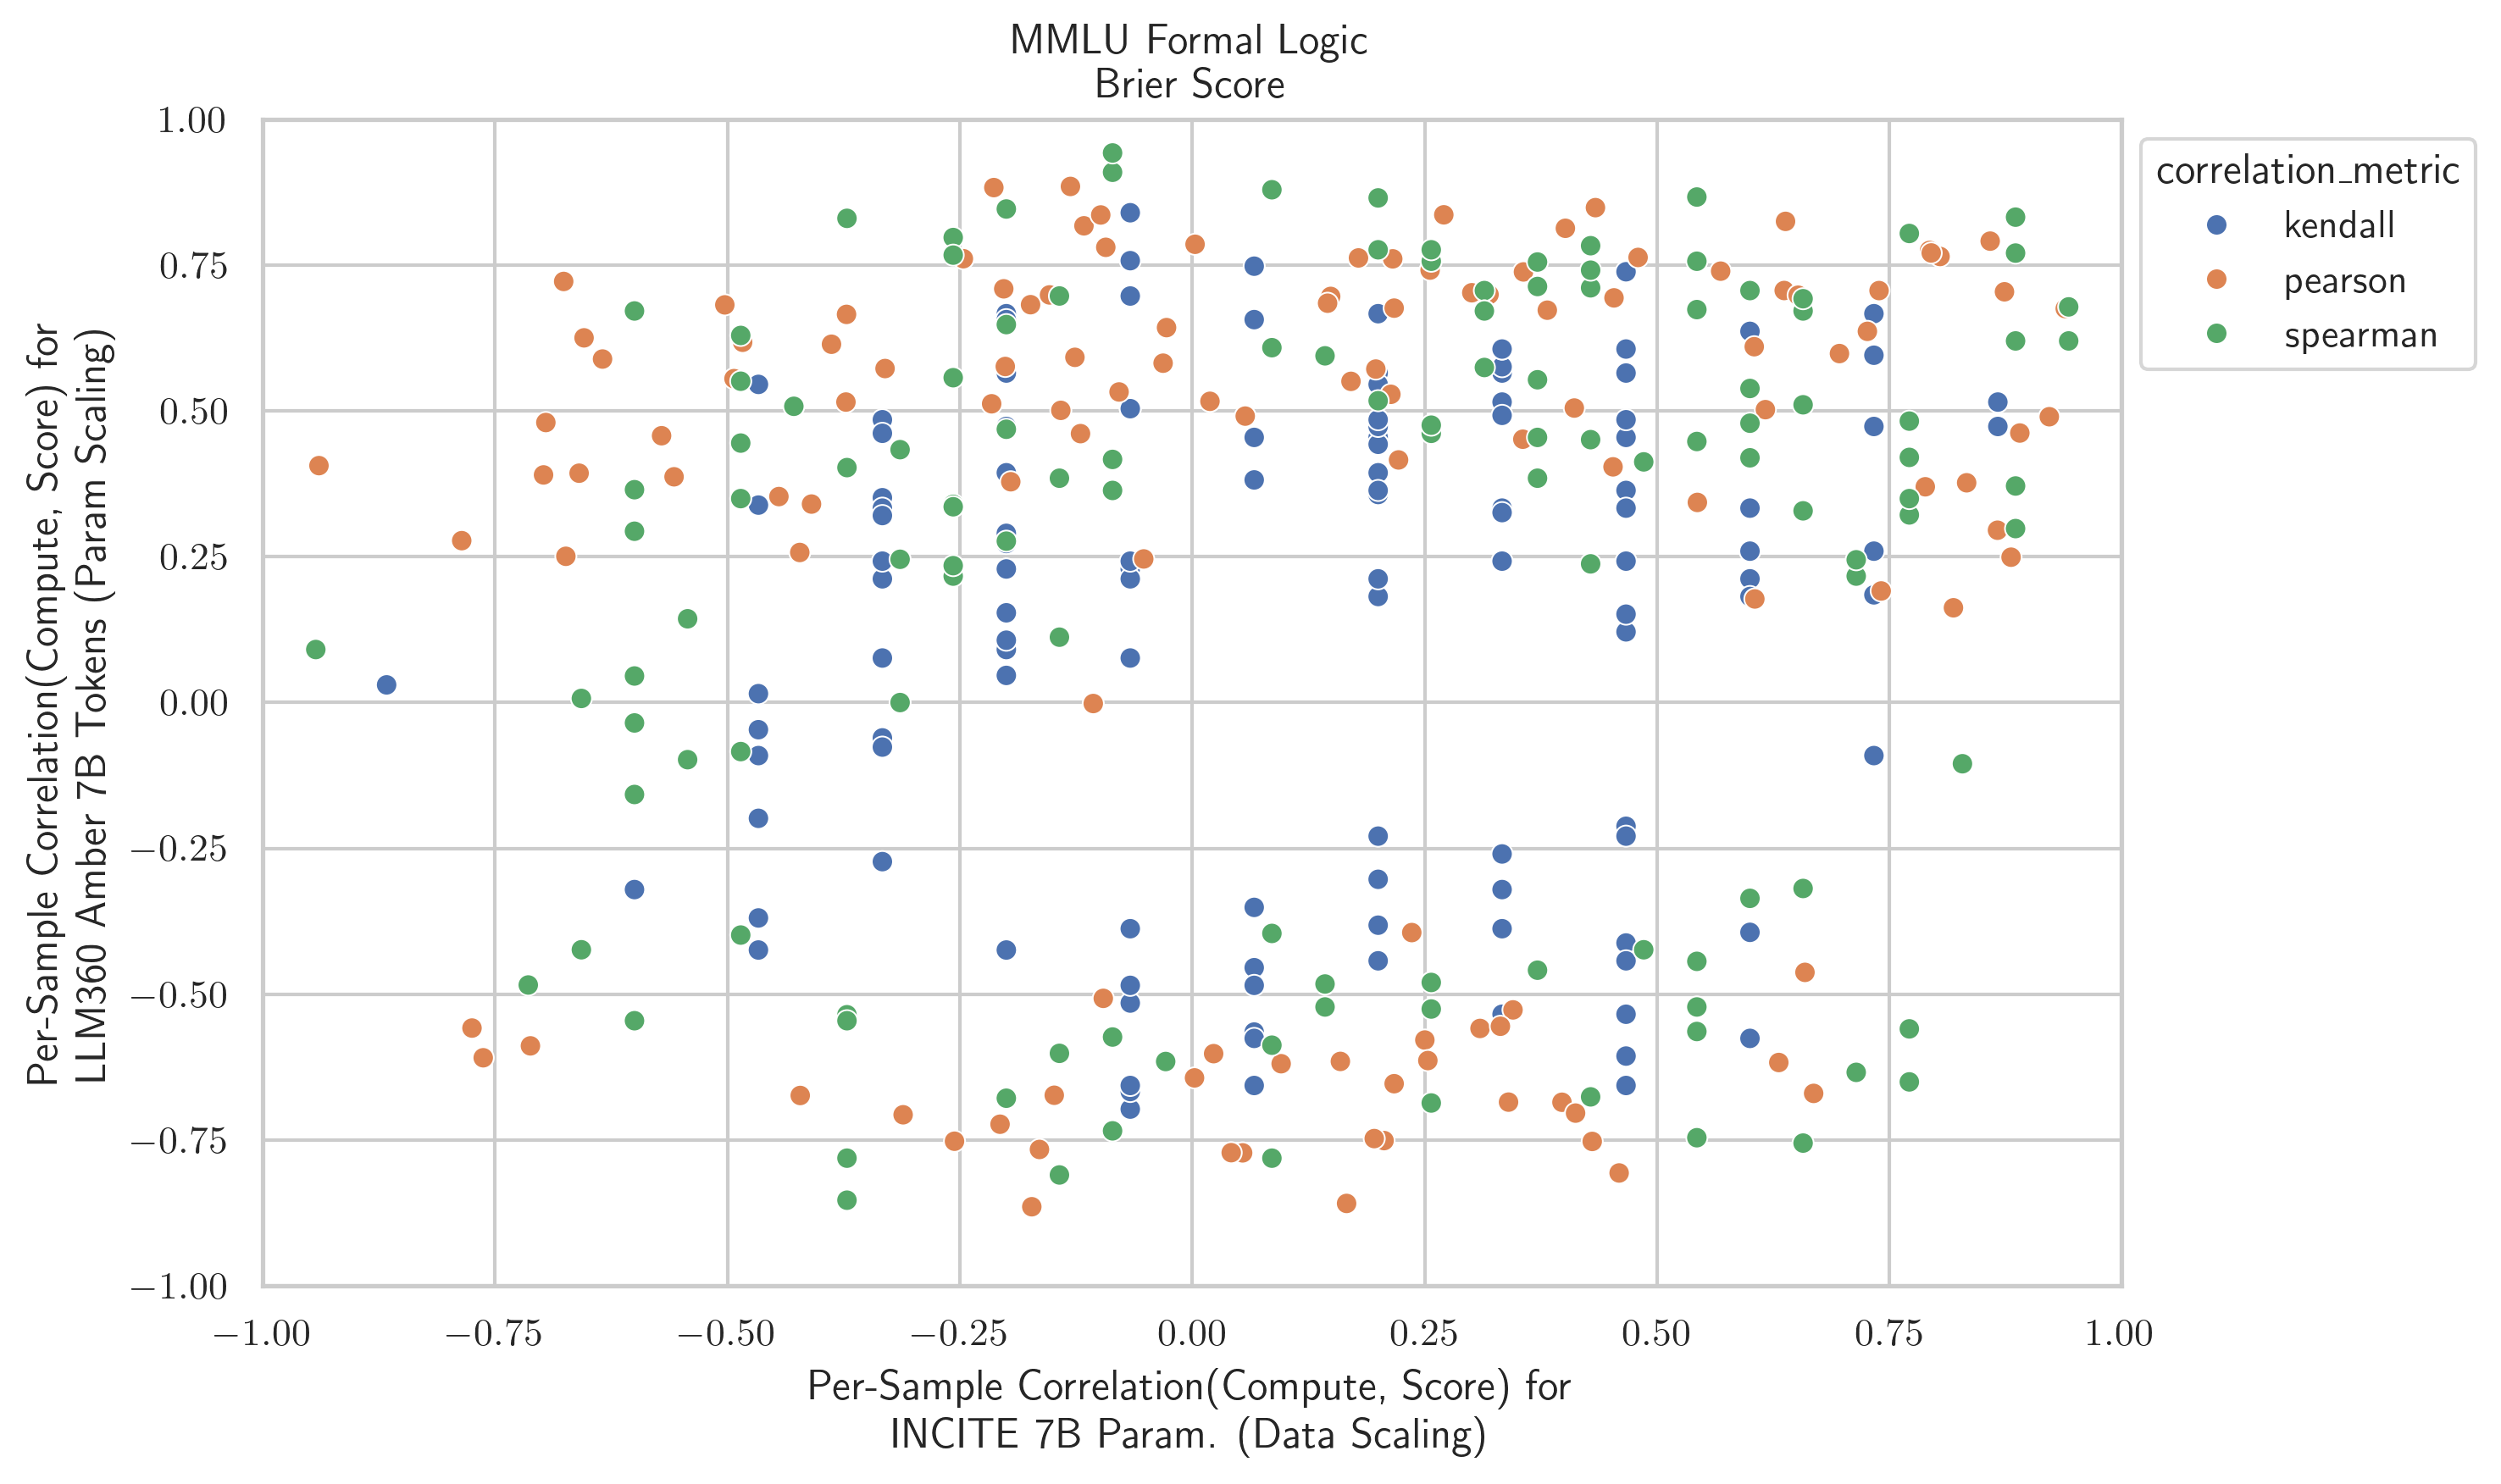 MMLU Formal Logic
Brier Score
Per-Sample Correlation(Compute, Score) for
LLM360 Amber 7B Tokens (Param Scaling)
1.00
0.75
0.50
0.25
0.00
−0.25
−0.50
−0.75
−1.00
−1.00 −0.75 −0.50 −0.25 0.00 0.25 0.50 0.75 1.00
Per-Sample Correlation(Compute, Score) for
INCITE 7B Param. (Data Scaling)
correlation_metric
kendall
pearson
spearman